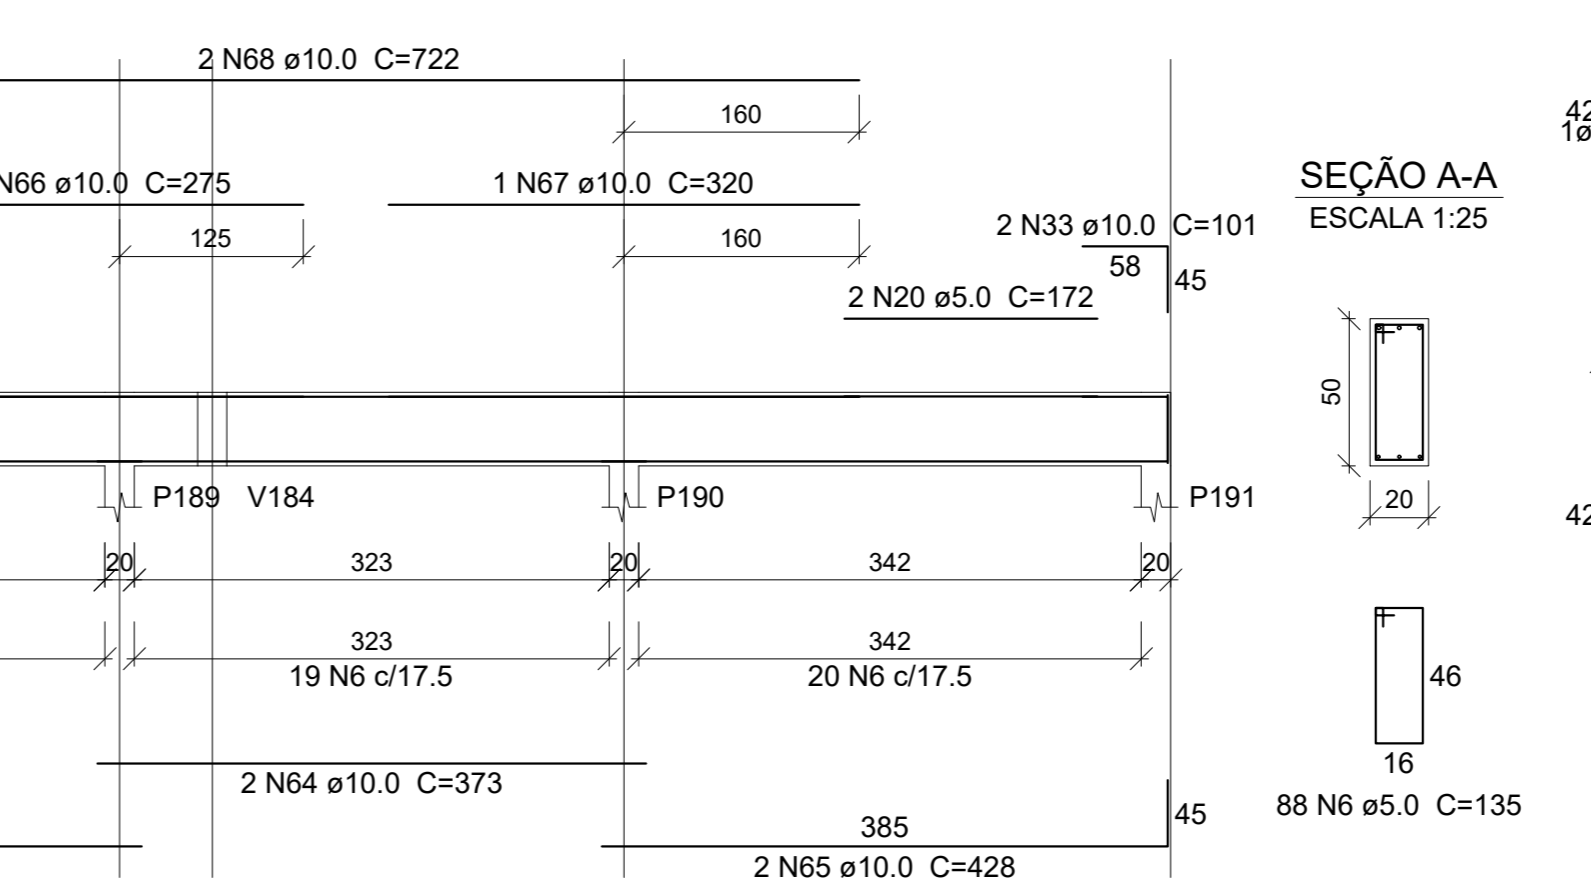 2 N68 ø10.0 C=722
160
42
1ø
N66 ø10.0 C=275
1 N67 ø10.0 C=320
SEÇÃO A-A
ESCALA 1:25
125
160
2 N33 ø10.0 C=101
58
45
2 N20 ø5.0 C=172
50
20
P189
V184
P190
P191
42
20
323
20
342
20
323
19 N6 c/17.5
342
20 N6 c/17.5
46
16
88 N6 ø5.0 C=135
2 N64 ø10.0 C=373
385
45
2 N65 ø10.0 C=428